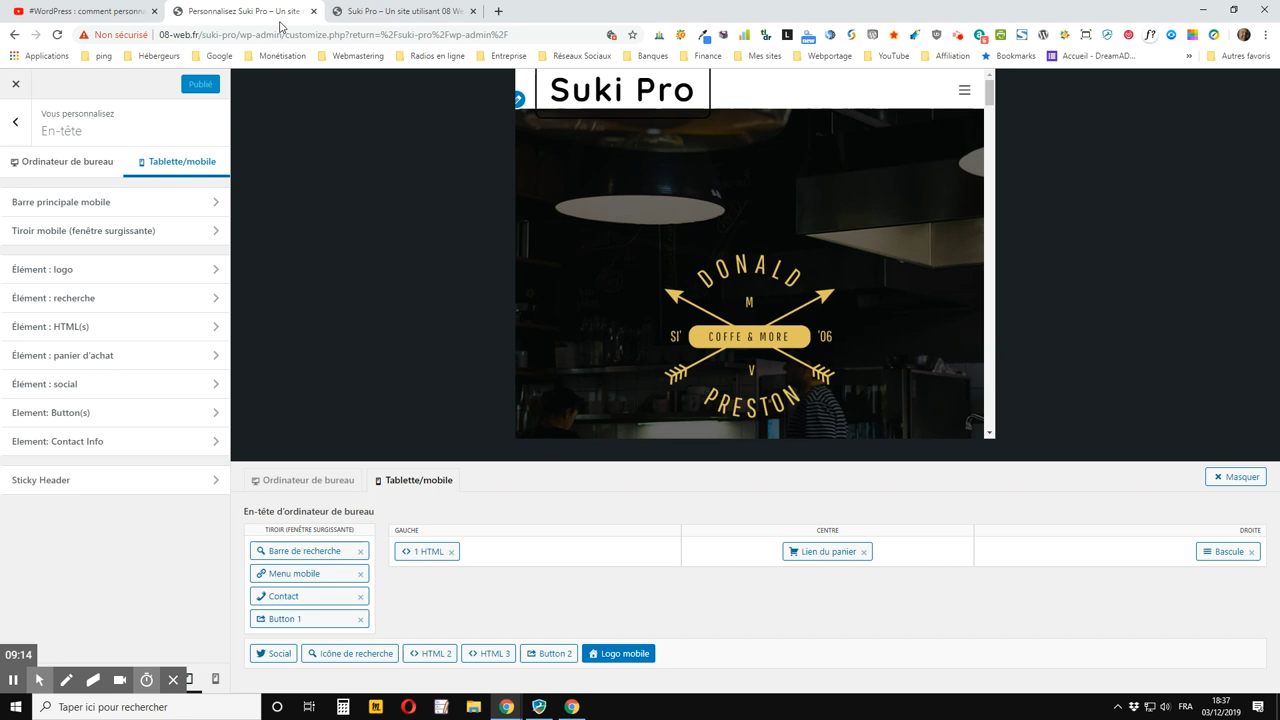 #WordPress : comment personna
Personnalisez Suki Pro – Un site
Suki Pro – Un site utilisant 08 We
Non sécurisé
08-web.fr/suki-pro/wp-admin/customize.php?return=%2Fsuki-pro%2Fwp-admin%2F
Applications
ping
Hébergeurs
Google
Monétisation
Webmastering
Radios en ligne
Entreprise
Réseaux Sociaux
Banques
Finance
Mes sites
Webportage
YouTube
Affiliation
Bookmarks
Accueil - DreamAD...
»
Autres favoris
Publié
Vous personnalisez
En-tête
Ordinateur de bureau
Tablette/mobile
Barre principale mobile
Tiroir mobile (fenêtre surgissante)
Élément : logo
Élément : recherche
Élément : HTML(s)
Élément : panier d'achat
Élément : social
Element: Button(s)
Element: Contact Info
Sticky Header
Suki Pro
DONALD
M
SI' COFFE & MORE '06
V
PRESTON
Ordinateur de bureau
Tablette/mobile
Masquer
En-tête d'ordinateur de bureau
TIROIR (FENÊTRE SURGISSANTE)
Barre de recherche
Menu mobile
Contact
Button 1
GAUCHE
CENTRE
DROITE
1 HTML
Lien du panier
Bascule
Social
Icône de recherche
HTML 2
HTML 3
Button 2
Logo mobile
09:14
Taper ici pour rechercher
FRA
18:37
03/12/2019